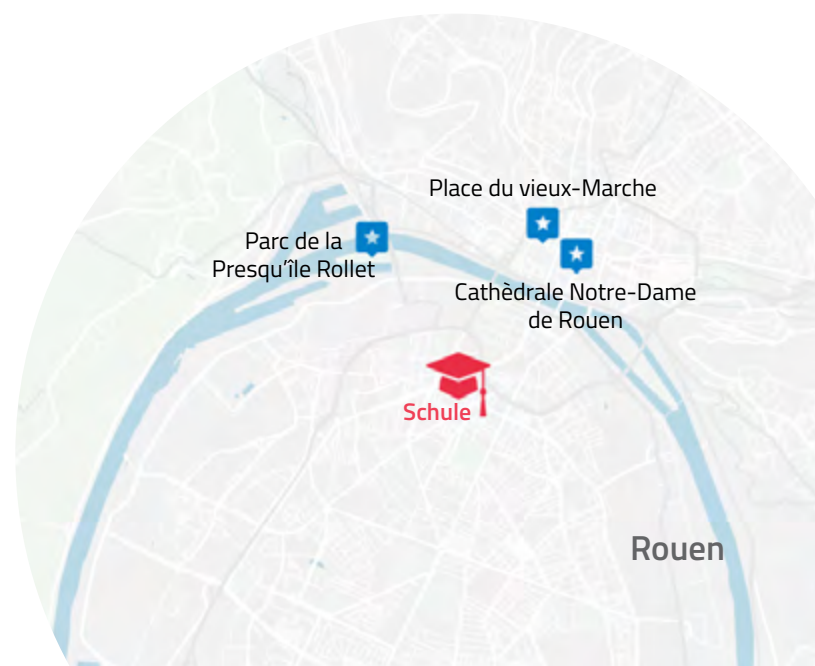 Place du vieux-Marche
Parc de la
Presqu'île Rollet
Cathèdrale Notre-Dame
de Rouen
Schule
Rouen